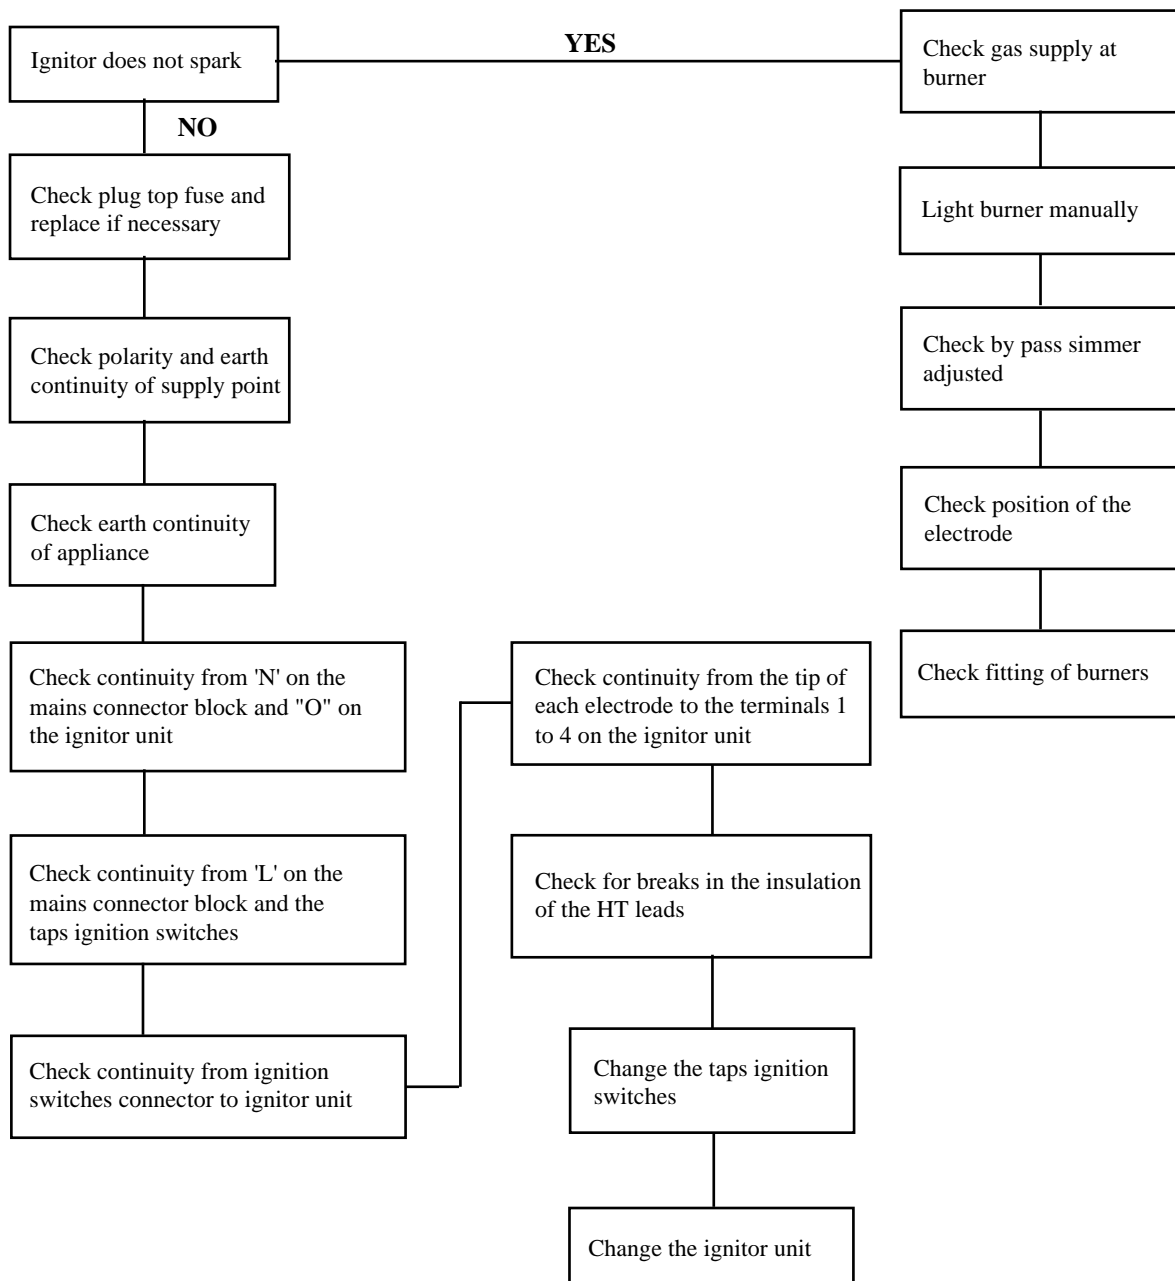 Ignitor does not spark
YES
Check gas supply at
burner
NO
Check plug top fuse and
replace if necessary
Light burner manually
Check polarity and earth
continuity of supply point
Check by pass simmer
adjusted
Check earth continuity
of appliance
Check position of the
electrode
Check continuity from 'N' on the
mains connector block and "O" on
the ignitor unit
Check continuity from the tip of
each electrode to the terminals 1
to 4 on the ignitor unit
Check fitting of burners
Check continuity from 'L' on the
mains connector block and the
taps ignition switches
Check for breaks in the insulation
of the HT leads
Check continuity from ignition
switches connector to ignitor unit
Change the taps ignition
switches
Change the ignitor unit